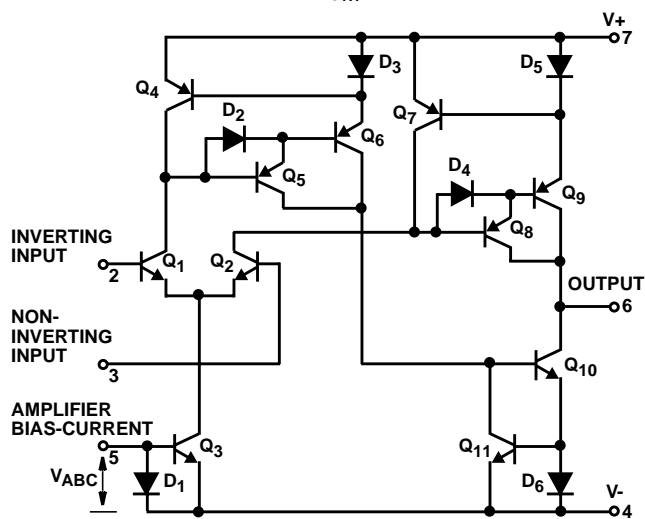 V+
7
D3
D5
Q4
D2
Q6
Q7
Q5
D4
Q9
Q8
INVERTING
INPUT
2
Q1
Q2
OUTPUT
6
NON-
INVERTING
INPUT
3
Q10
AMPLIFIER
BIAS-CURRENT
5
Q3
Q11
VABC
D1
D6
V-
4